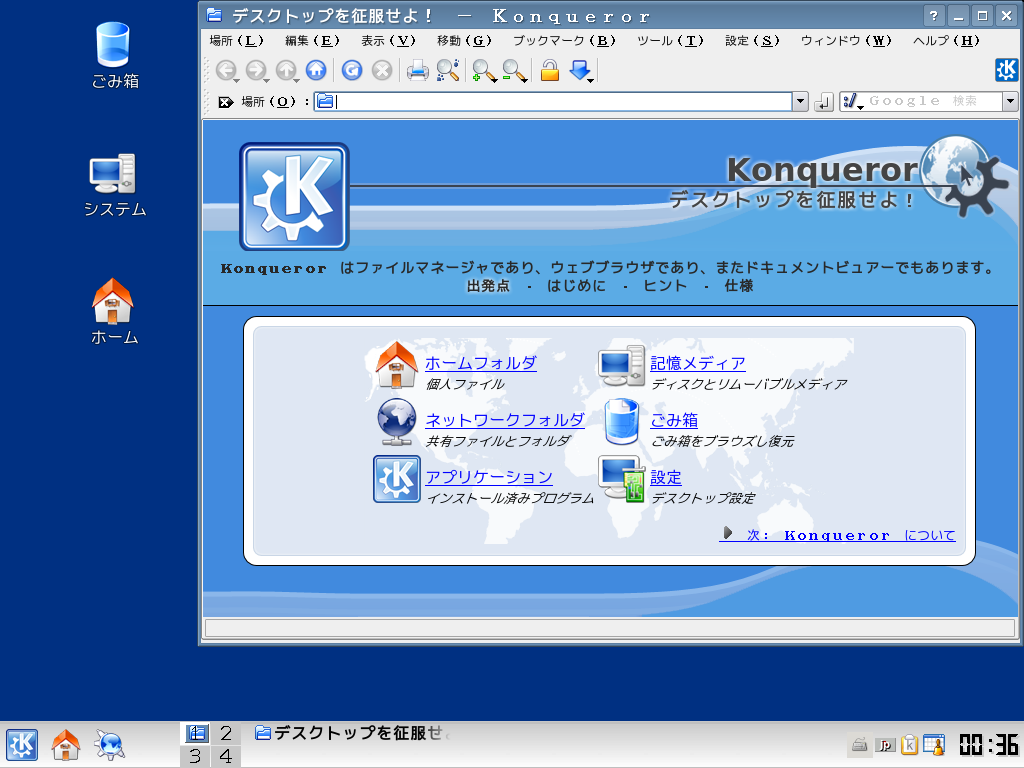 ごみ箱
システム
ホーム
デスクトップを征服せよ！ － Konqueror
場所(L) 編集(E) 表示(V) 移動(G) ブックマーク(B) ツール(T) 設定(S) ウィンドウ(W) ヘルプ(H)
場所(O)：
Google 検索
Konqueror
デスクトップを征服せよ！
Konqueror はファイルマネージャであり、ウェブブラウザであり、またドキュメントビュアーでもあります。
出発点 - はじめに - ヒント - 仕様
ホームフォルダ
個人ファイル
記憶メディア
ディスクとリムーバブルメディア
ネットワークフォルダ
共有ファイルとフォルダ
ごみ箱
ごみ箱をブラウズし復元
アプリケーション
インストール済みプログラム
設定
デスクトップ設定
次： Konqueror について
2
3 4
デスクトップを征服せ
Jp
00:36